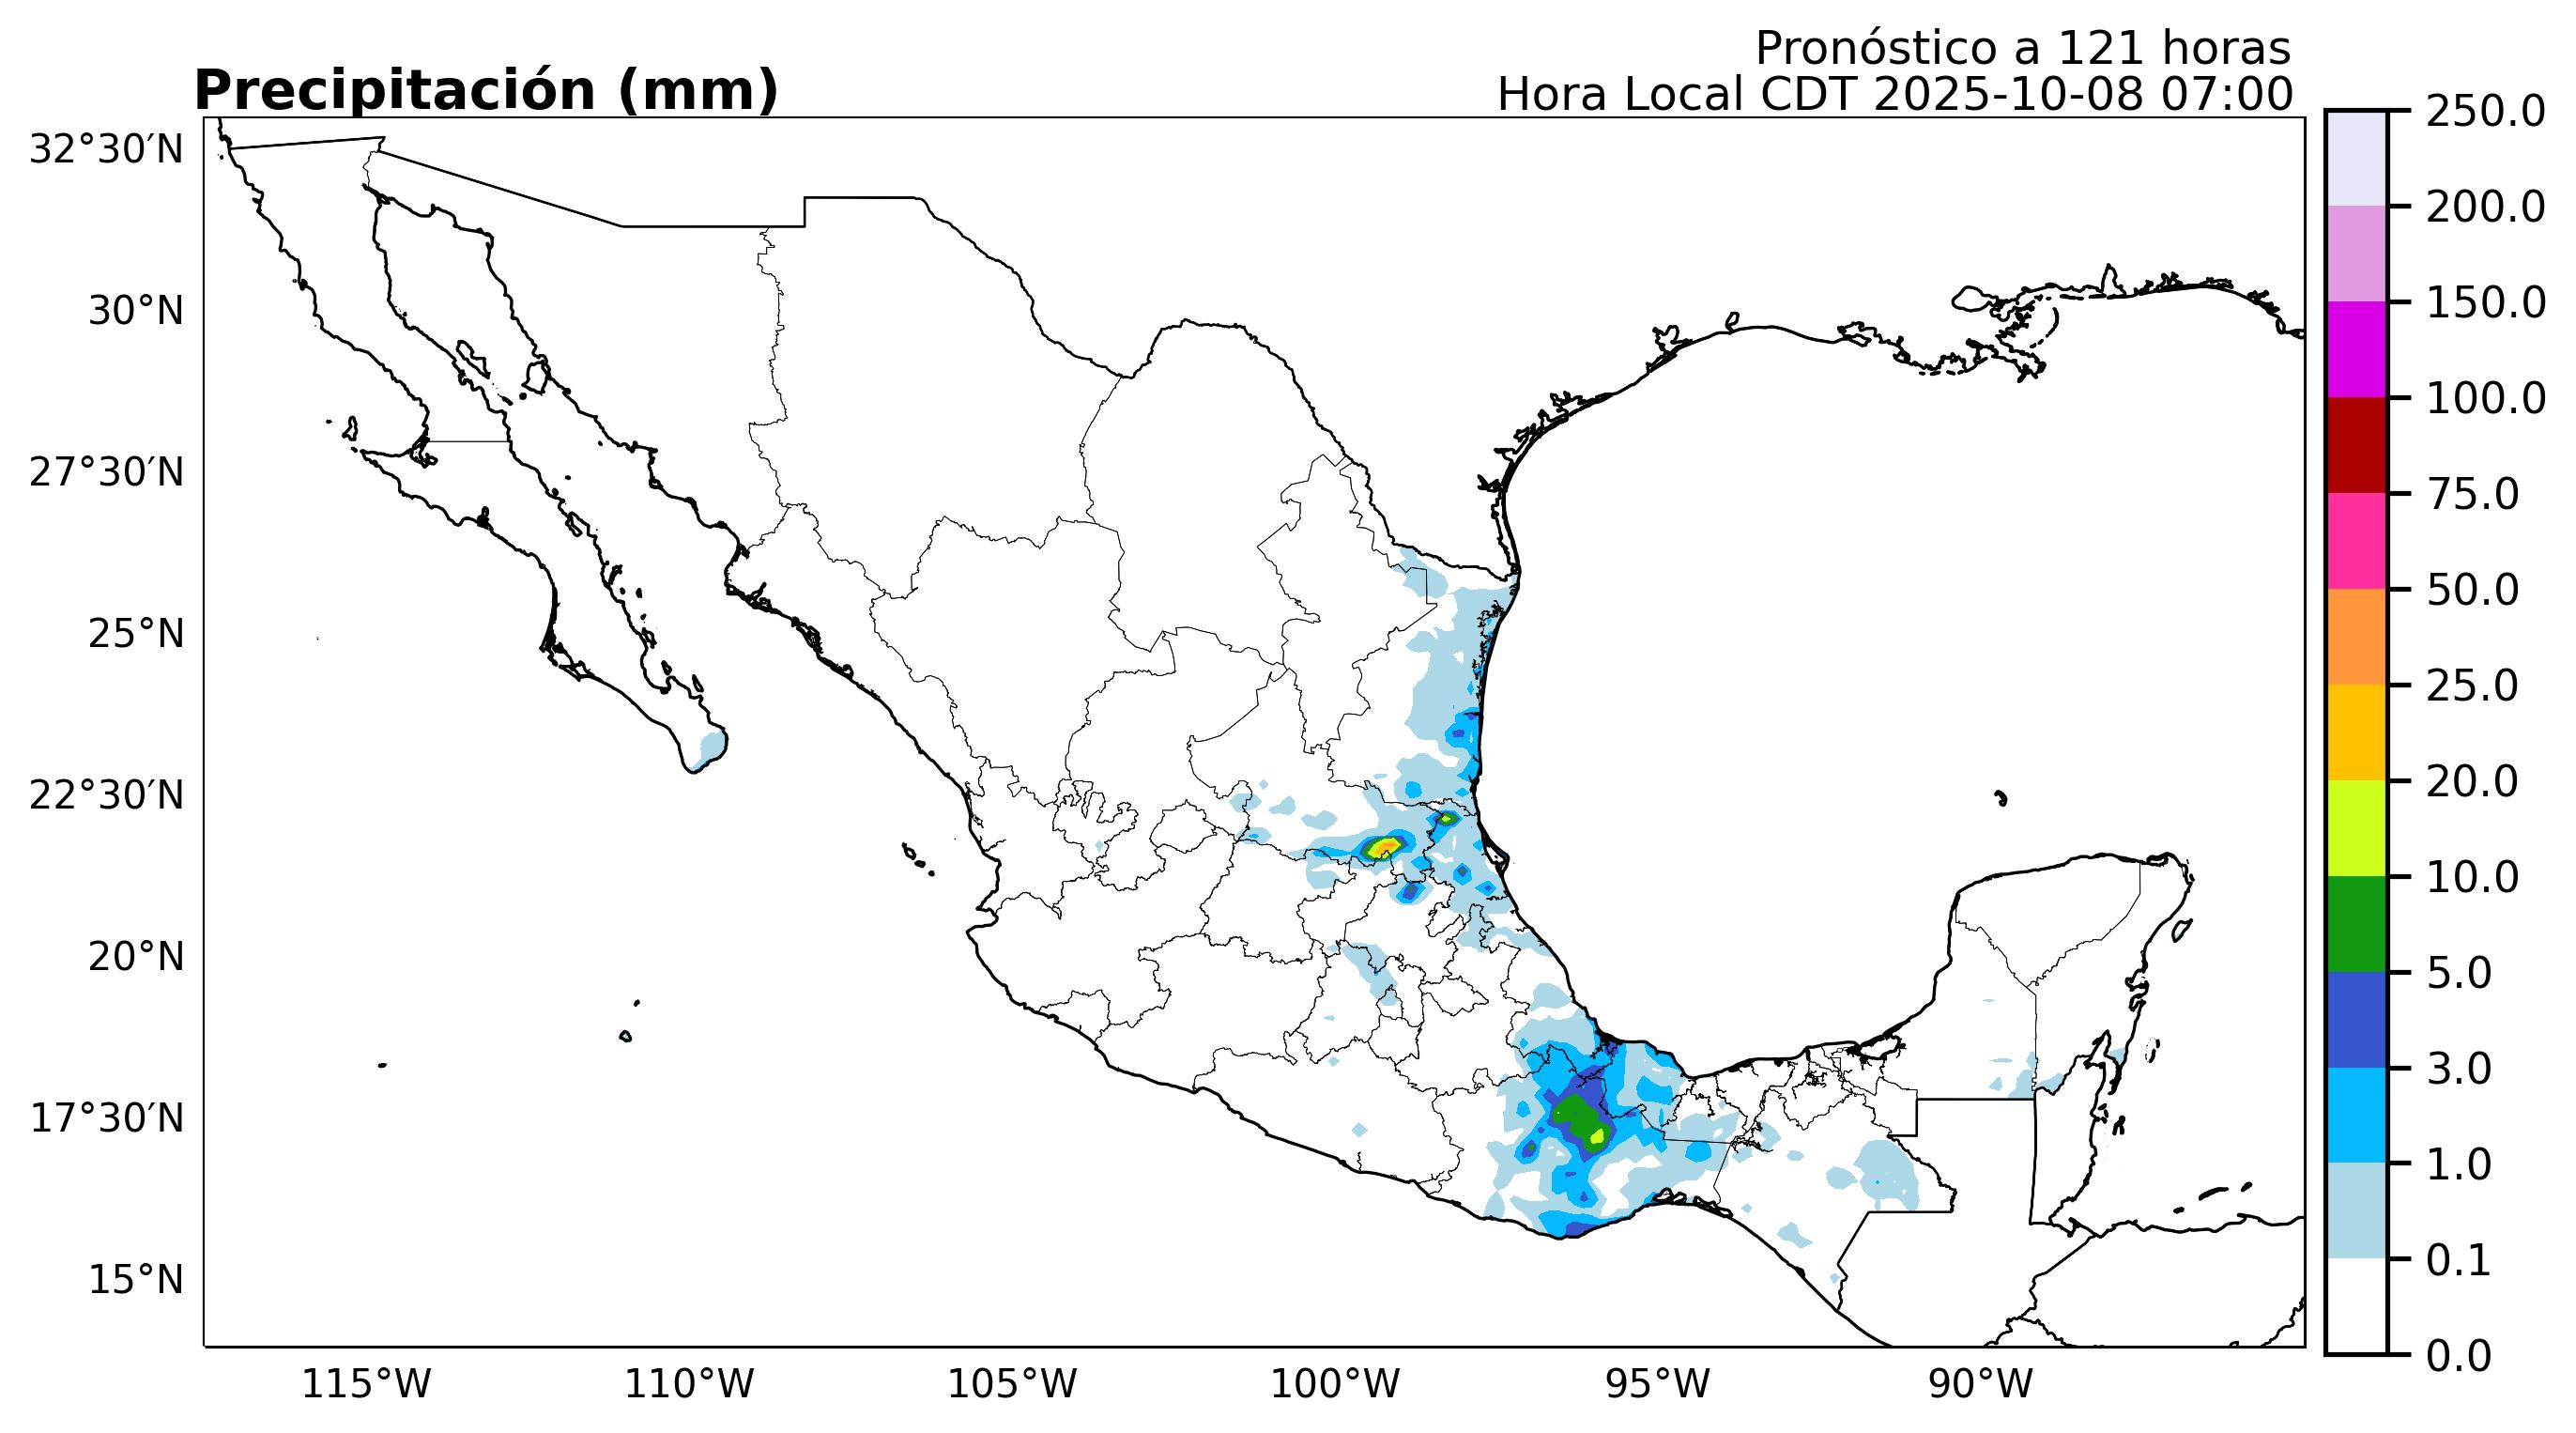 Pronóstico a 121 horas
Precipitación (mm)
Hora Local CDT 2025-10-08 07:00
32°30′N
30°N
27°30′N
25°N
22°30′N
20°N
17°30′N
15°N
115°W
110°W
105°W
100°W
95°W
90°W
250.0
200.0
150.0
100.0
75.0
50.0
25.0
20.0
10.0
5.0
3.0
1.0
0.1
0.0